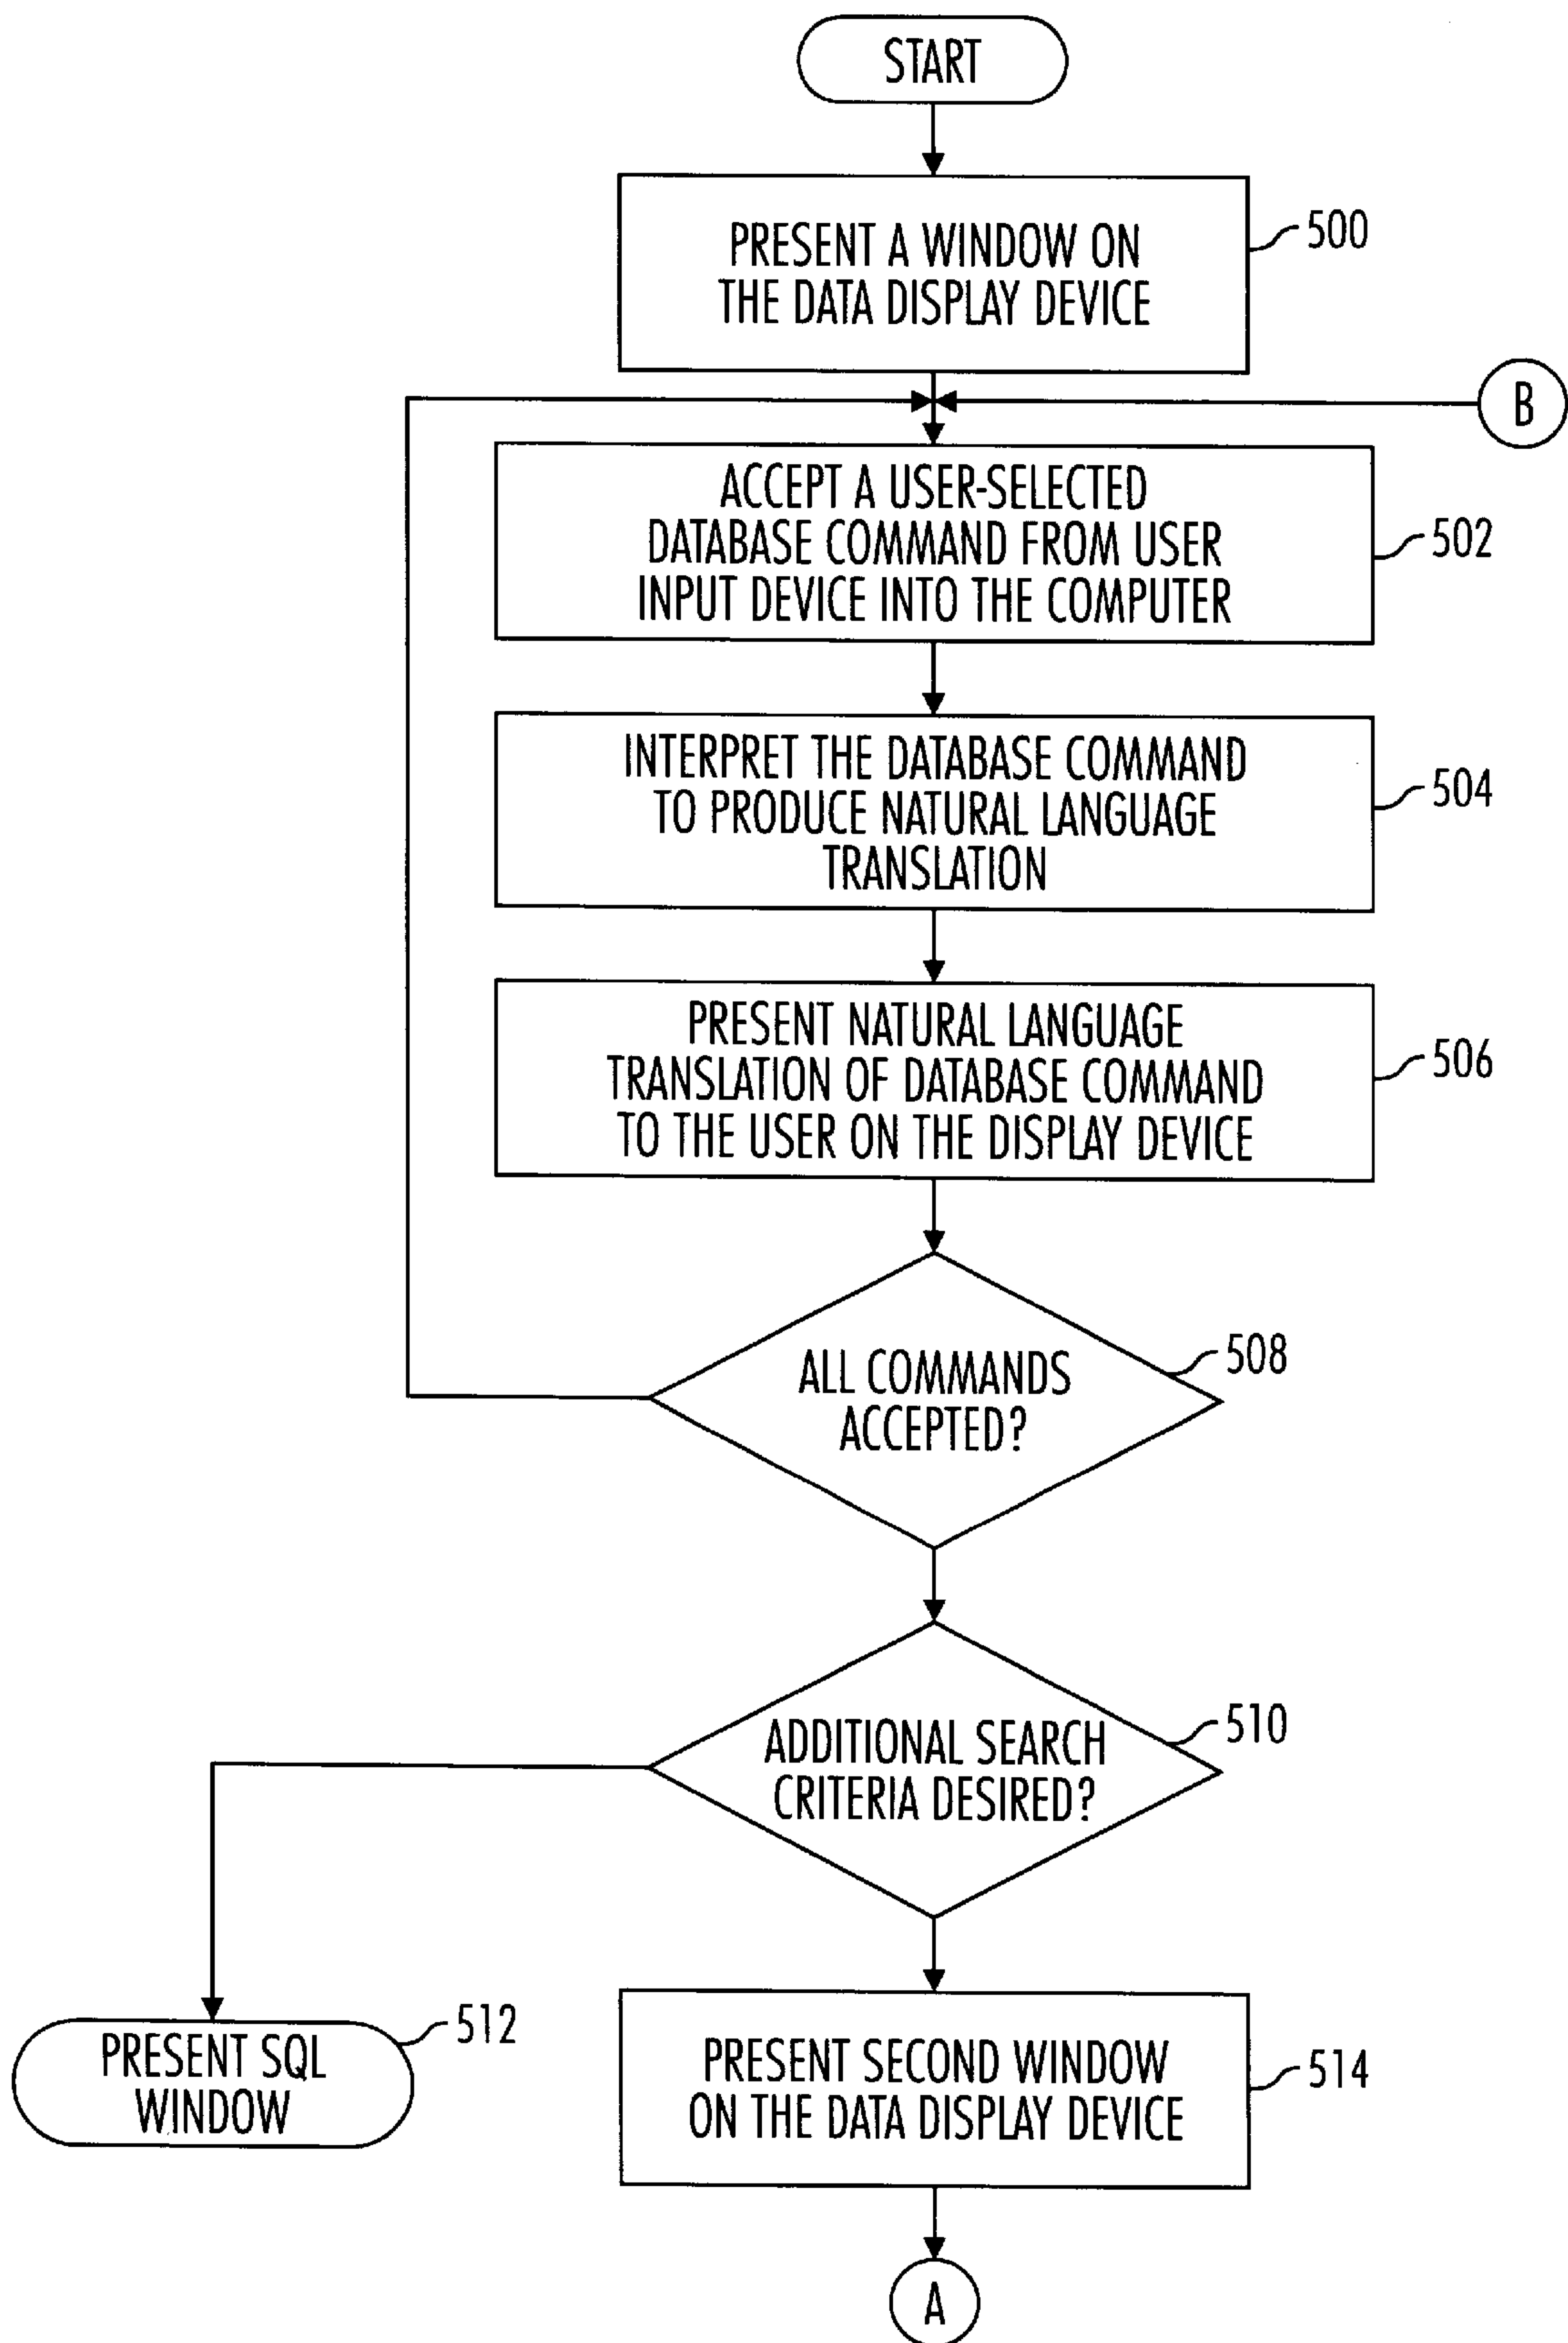 START
PRESENT A WINDOW ON
THE DATA DISPLAY DEVICE
500
B
ACCEPT A USER-SELECTED
DATABASE COMMAND FROM USER
INPUT DEVICE INTO THE COMPUTER
502
INTERPRET THE DATABASE COMMAND
TO PRODUCE NATURAL LANGUAGE
TRANSLATION
504
PRESENT NATURAL LANGUAGE
TRANSLATION OF DATABASE COMMAND
TO THE USER ON THE DISPLAY DEVICE
506
ALL COMMANDS
ACCEPTED?
508
ADDITIONAL SEARCH
CRITERIA DESIRED?
510
PRESENT SQL
WINDOW
512
PRESENT SECOND WINDOW
ON THE DATA DISPLAY DEVICE
514
A